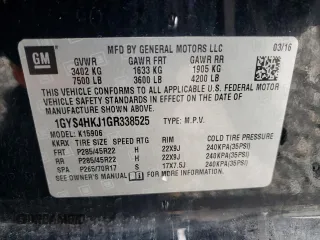 GM
MFD BY GENERAL MOTORS LLC
03/16
GVWR GAWR FRT GAWR RR
3402 KG 1633 KG 1905 KG
7500 LB 3600 LB 4200 LB
THIS VEHICLE CONFORMS TO ALL APPLICABLE U.S. FEDERAL MOTOR
VEHICLE SAFETY AND THEFT PREVENTION STANDARDS IN EFFECT ON
THE DATE OF MANUFACTURE SHOWN ABOVE.
1GYS4HKJ1GR338525 TYPE: M.P.V.
MODEL: K15906
TIRE SIZE SPEED RTG RIM COLD TIRE PRESSURE
FRT P285/45R22 H 22X9J 240KPA(35PSI)
RR P285/45R22 H 22X9J 240KPA(35PSI)
SPA P265/70R17 S 17X7.5J 240KPA(35PSI)